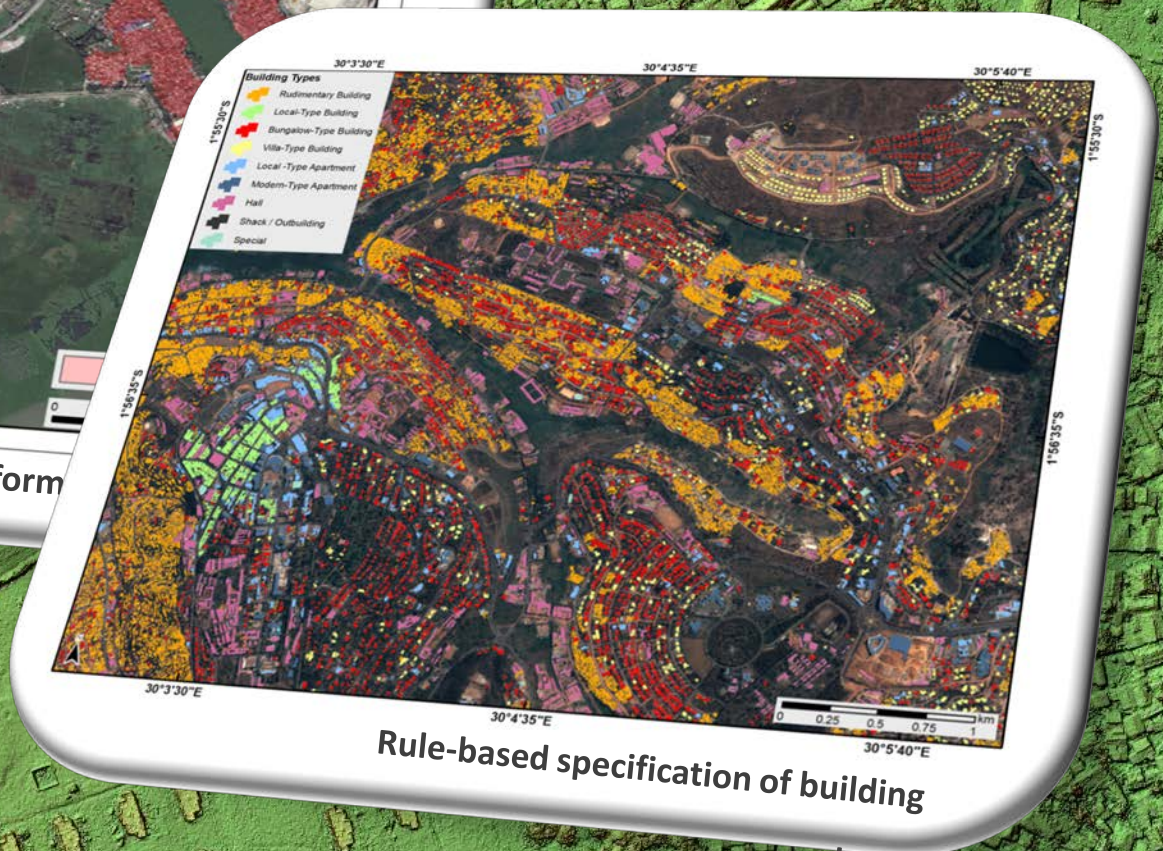 30°3'30"E
30°4'35"E
30°5'40"E
Building Types
Rudimentary Building
Local-Type Building
Bungalow-Type Building
Villa-Type Building
Local -Type Apartment
Modern-Type Apartment
Hall
Shack / Outbuilding
Special
1°55'30"S
1°55'30"S
1°56'35"S
1°56'35"S
0
form
0 0.25 0.5 0.75 1 km
30°3'30"E
30°4'35"E
30°5'40"E
Rule-based specification of building